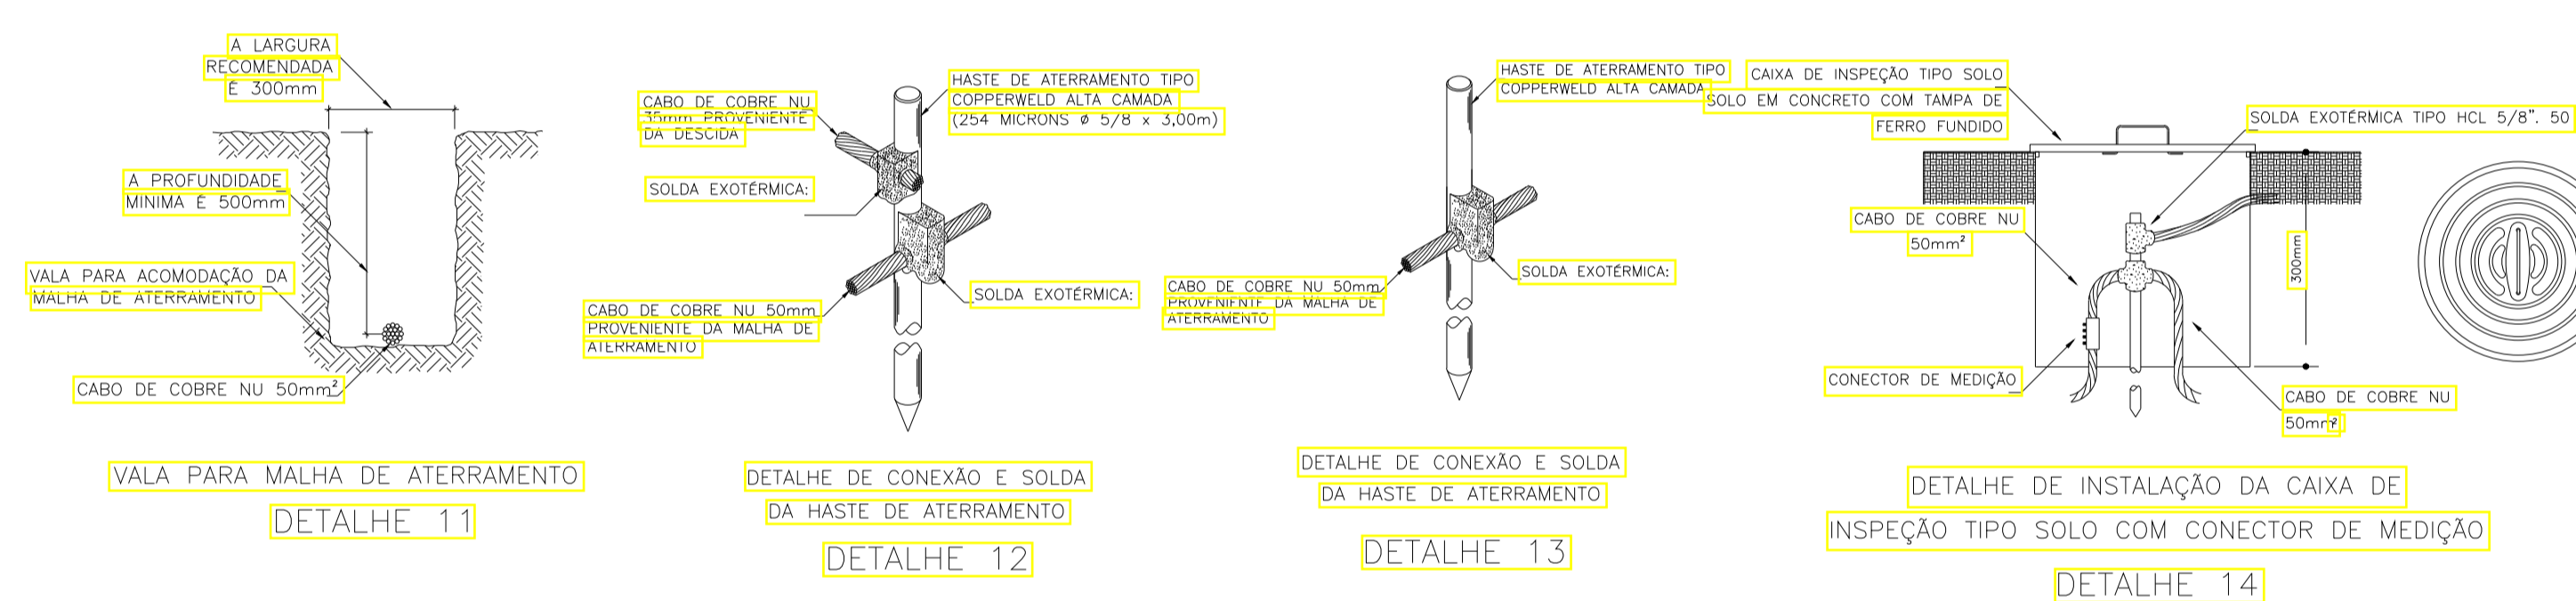 A LARGURA
RECOMENDADA
É 300mm
A PROFUNDIDADE
MINIMA É 500mm
VALA PARA ACOMODAÇÃO DA
MALHA DE ATERRAMENTO
CABO DE COBRE NU 50mm²
VALA PARA MALHA DE ATERRAMENTO
DETALHE 11
CABO DE COBRE NU
35mm PROVENIENTE
DA DESCIDA
HASTE DE ATERRAMENTO TIPO
COPPERWELD ALTA CAMADA
(254 MICRONS Ø 5/8 x 3,00m)
SOLDA EXOTÉRMICA:
SOLDA EXOTÉRMICA:
CABO DE COBRE NU 50mm
PROVENIENTE DA MALHA DE
ATERRAMENTO
DETALHE DE CONEXÃO E SOLDA
DA HASTE DE ATERRAMENTO
DETALHE 12
HASTE DE ATERRAMENTO TIPO
COPPERWELD ALTA CAMADA
SOLDA EXOTÉRMICA:
CABO DE COBRE NU 50mm
PROVENIENTE DA MALHA DE
ATERRAMENTO
DETALHE DE CONEXÃO E SOLDA
DA HASTE DE ATERRAMENTO
DETALHE 13
CAIXA DE INSPEÇÃO TIPO SOLO
SOLO EM CONCRETO COM TAMPA DE
FERRO FUNDIDO
SOLDA EXOTÉRMICA TIPO HCL 5/8". 50
CABO DE COBRE NU
50mm²
300mm
CONECTOR DE MEDIÇÃO
CABO DE COBRE NU
50mm²
DETALHE DE INSTALAÇÃO DA CAIXA DE
INSPEÇÃO TIPO SOLO COM CONECTOR DE MEDIÇÃO
DETALHE 14